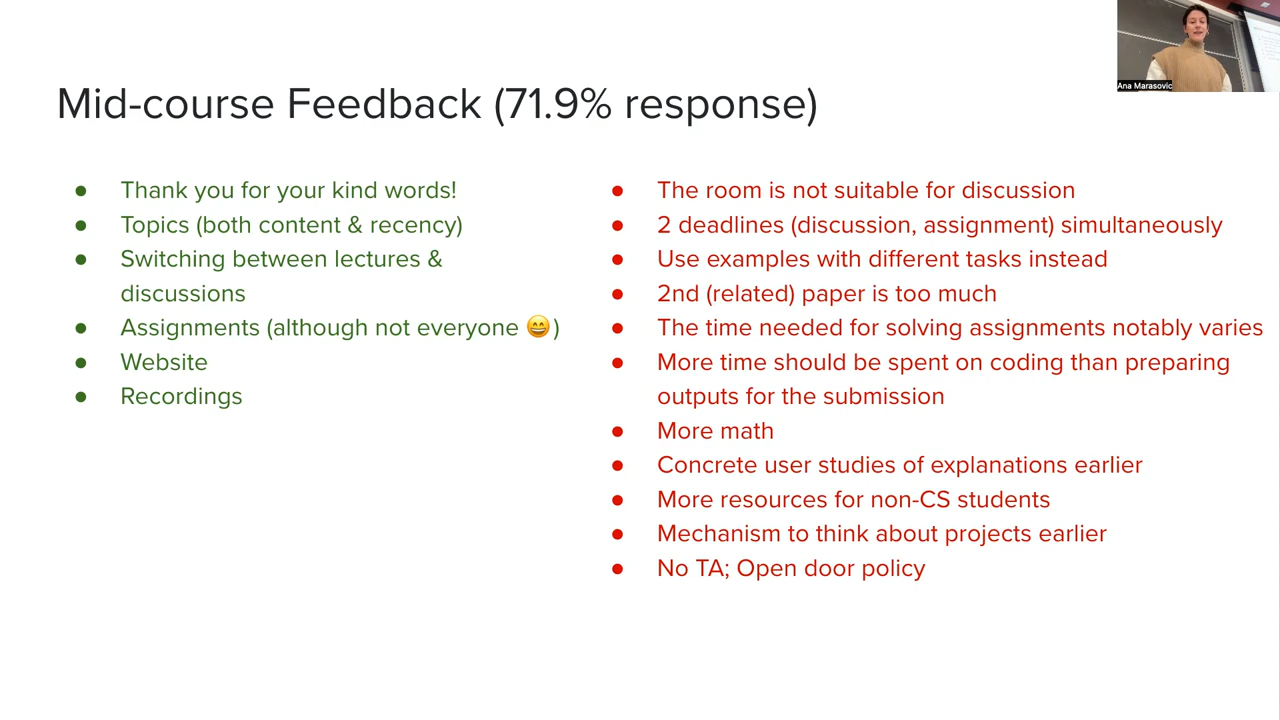 Mid-course Feedback (71.9% response)
● Thank you for your kind words!
● Topics (both content & recency)
● Switching between lectures &
discussions
● Assignments (although not everyone 😄)
● Website
● Recordings
● The room is not suitable for discussion
● 2 deadlines (discussion, assignment) simultaneously
● Use examples with different tasks instead
● 2nd (related) paper is too much
● The time needed for solving assignments notably varies
● More time should be spent on coding than preparing
outputs for the submission
● More math
● Concrete user studies of explanations earlier
● More resources for non-CS students
● Mechanism to think about projects earlier
● No TA; Open door policy
Ana Marasovic